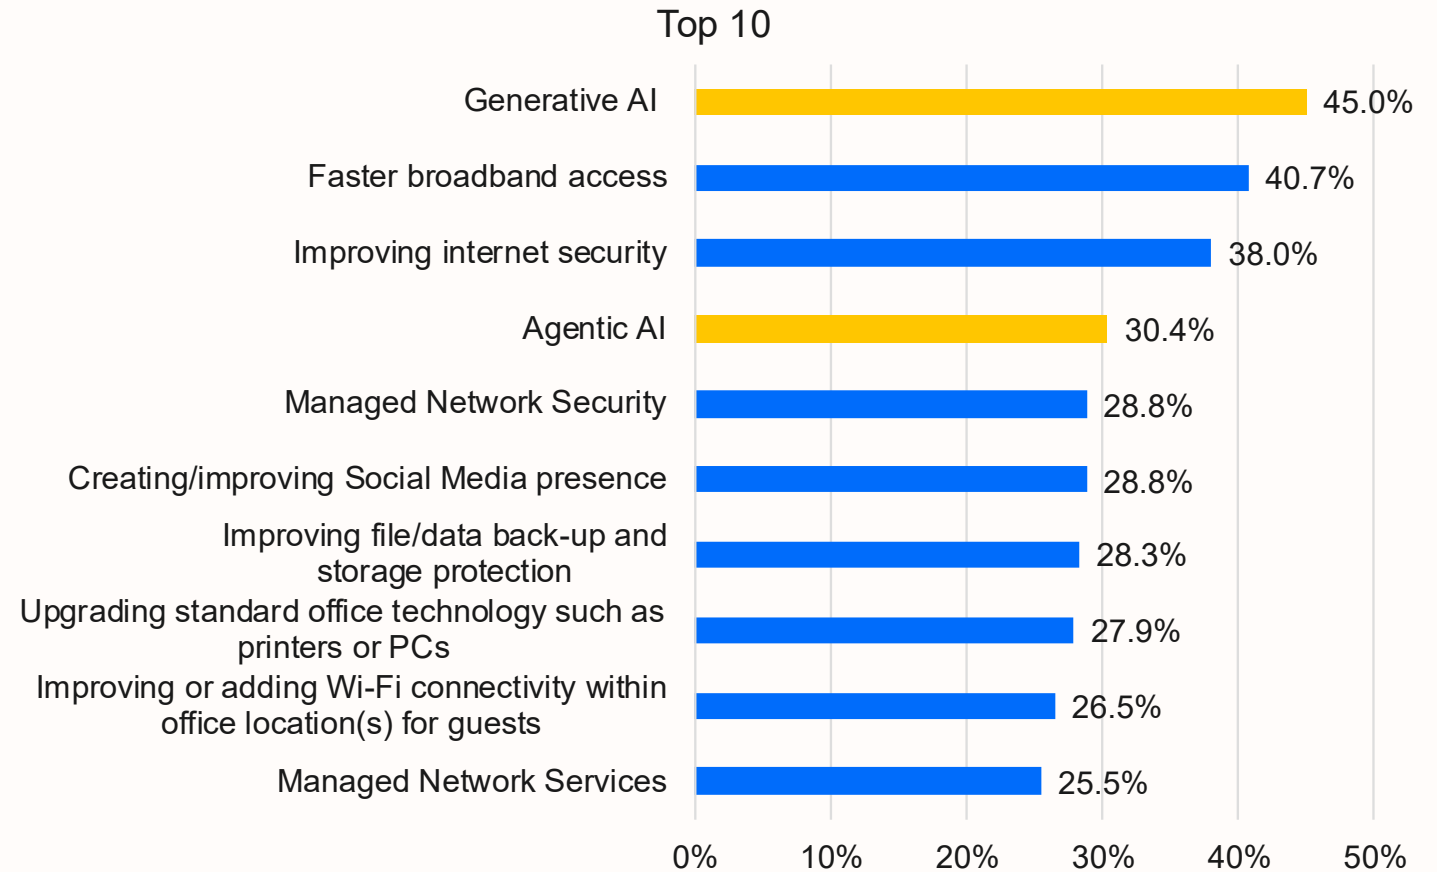 Top 10
Generative AI
45.0%
Faster broadband access
40.7%
Improving internet security
38.0%
Agentic AI
30.4%
Managed Network Security
28.8%
Creating/improving Social Media presence
28.8%
Improving file/data back-up and
storage protection
28.3%
Upgrading standard office technology such as
printers or PCs
27.9%
Improving or adding Wi-Fi connectivity within
office location(s) for guests
26.5%
Managed Network Services
25.5%
0% 10% 20% 30% 40% 50%